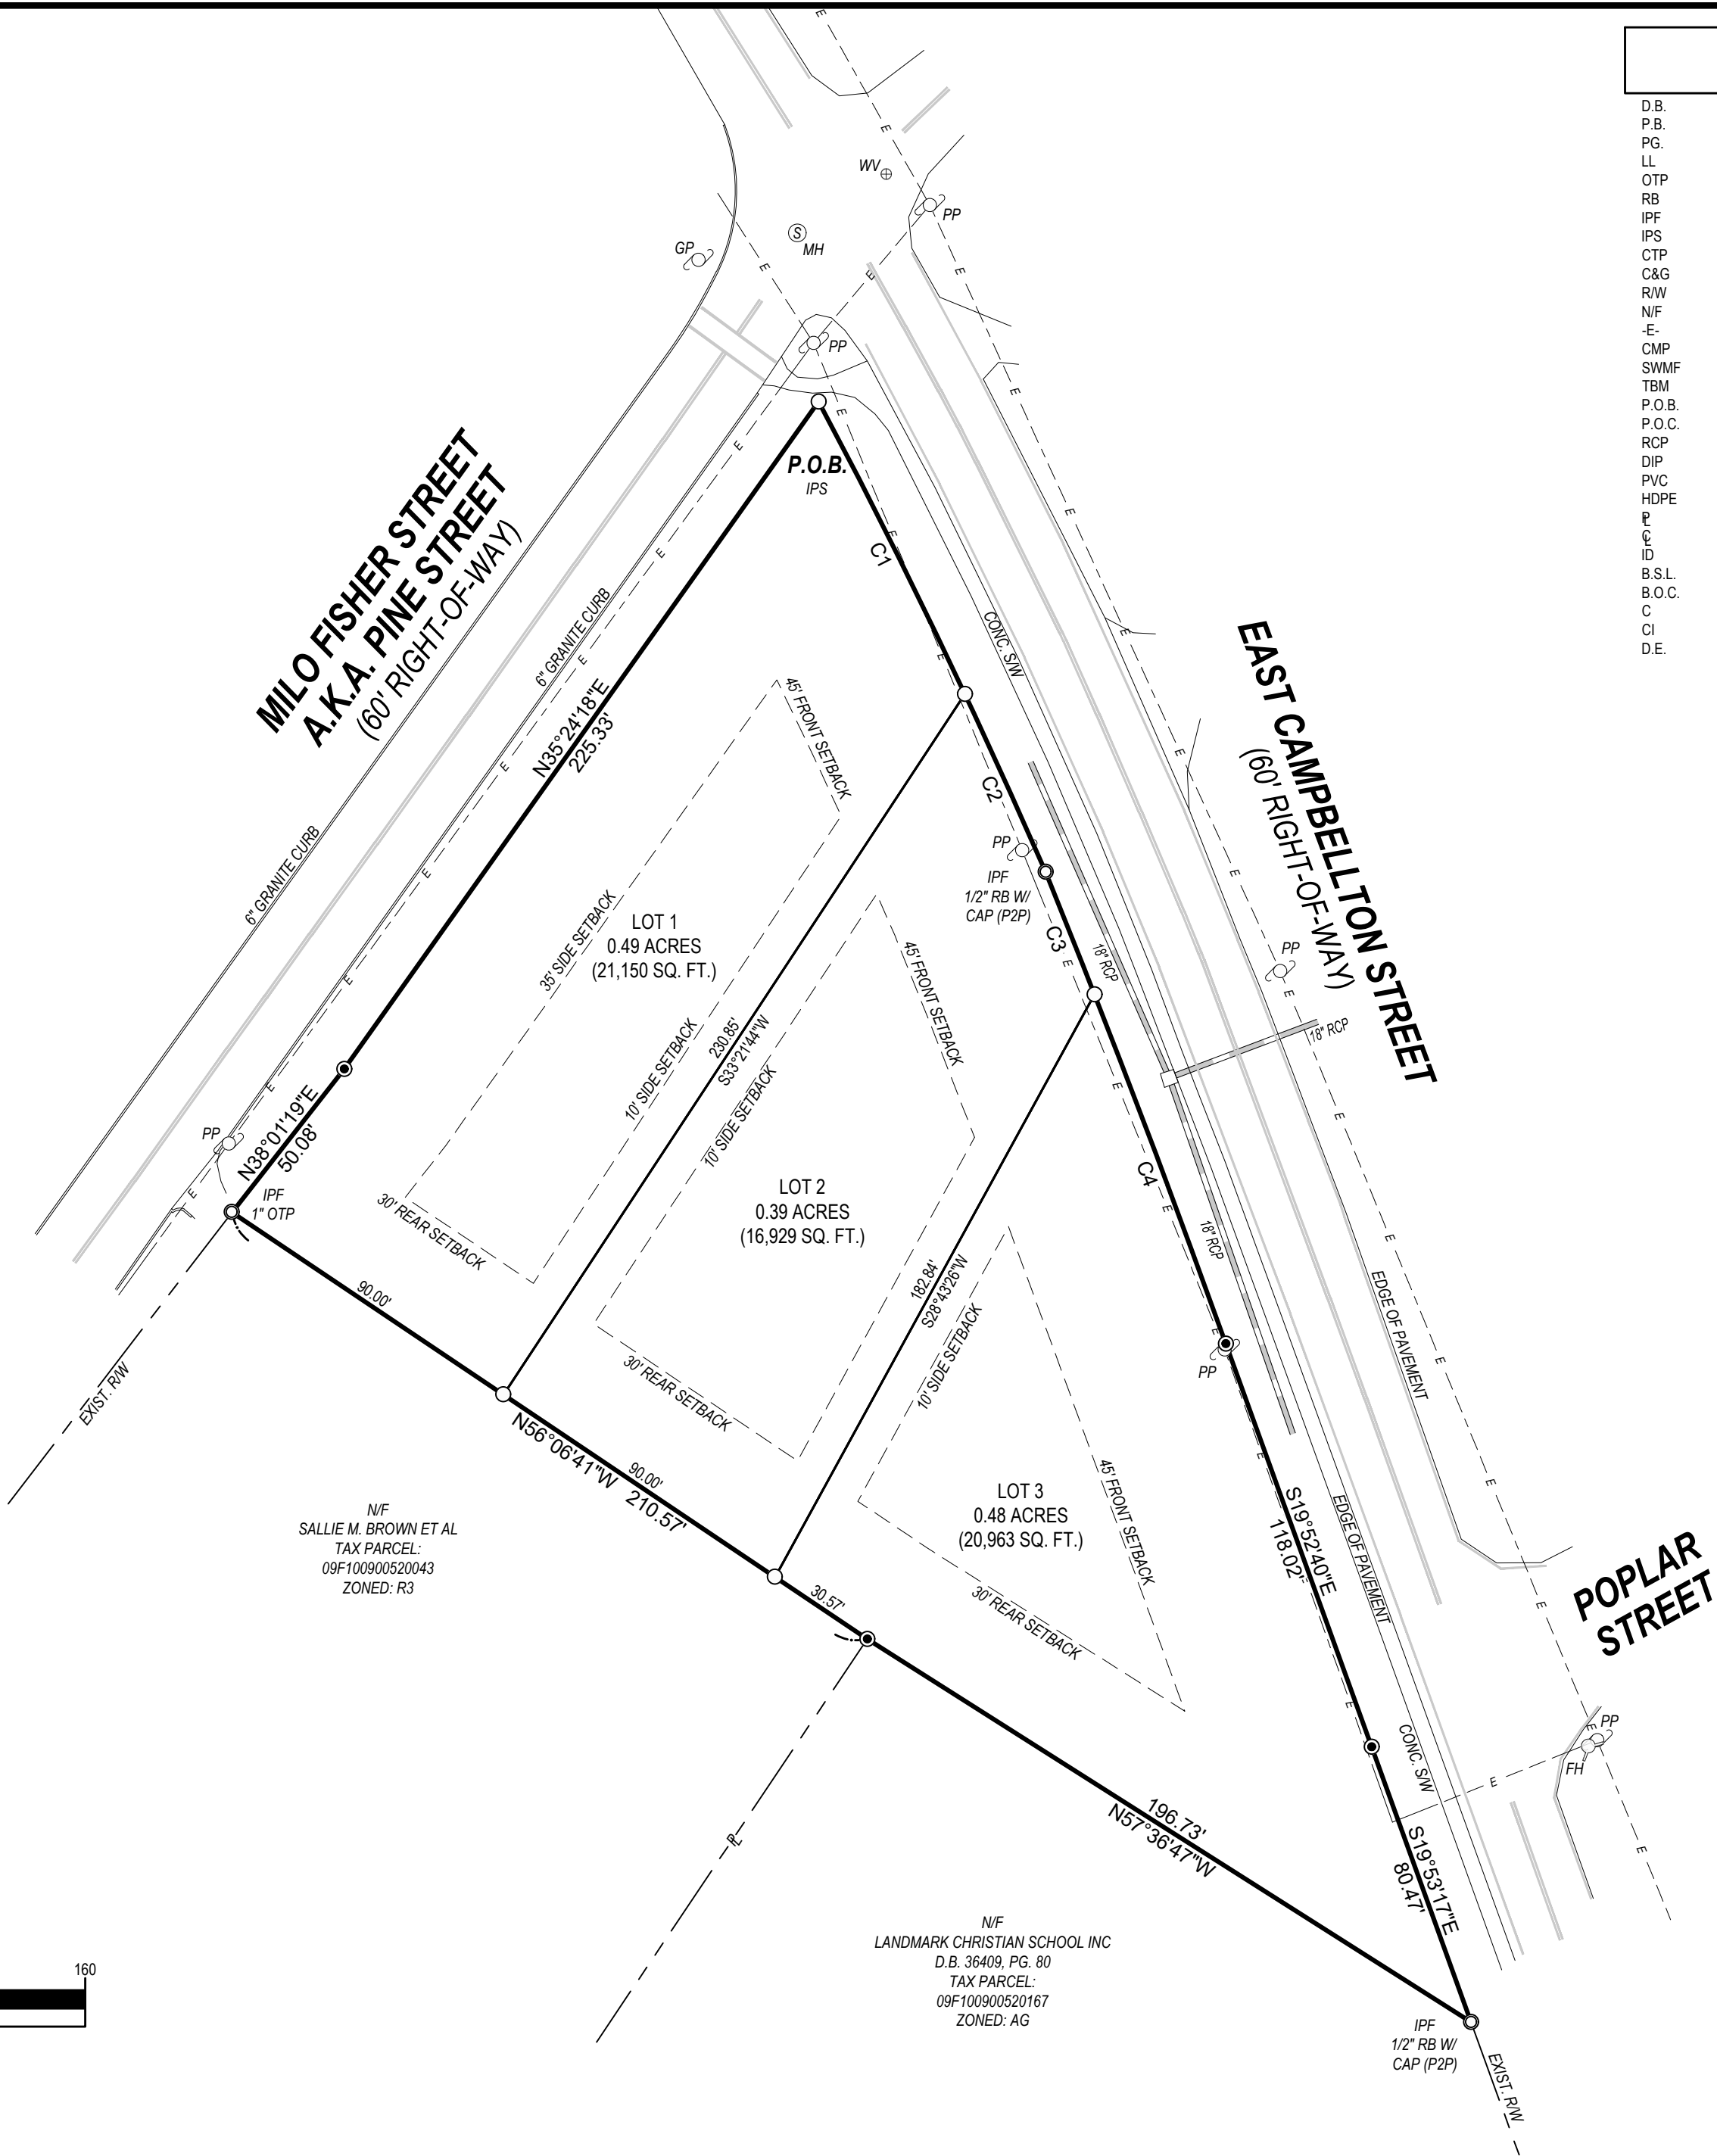 D.B.
P.B.
PG.
LL
OTP
RB
IPF
IPS
CTP
C&G
R/W
N/F
-E-
CMP
SWMF
TBM
P.O.B.
P.O.C.
RCP
DIP
PVC
HDPE
PL
CL
ID
B.S.L.
B.O.C.
C
CI
D.E.
E
E
WV
PP
S
MH
GP
E
E
E
PP
E
E
E
MILO FISHER STREET
A.K.A. PINE STREET
(60' RIGHT-OF-WAY)
P.O.B.
IPS
E
E
E
C1
6" GRANITE CURB
CONC. S/W
E
E
E
N35°24'18"E
225.33'
45' FRONT SETBACK
EAST CAMPBELLTON STREET
(60' RIGHT-OF-WAY)
E
E
C2
6" GRANITE CURB
E
E
PP
IPF
1/2" RB W/
CAP (P2P)
LOT 1
0.49 ACRES
(21,150 SQ. FT.)
35' SIDE SETBACK
C3
E
18" RCP
PP
E
E
45' FRONT SETBACK
18" RCP
230.85'
S33°21'44"W
10' SIDE SETBACK
10' SIDE SETBACK
E
E
E
PP
N38°01'19"E
50.08'
C4
E
IPF
1" OTP
E
LOT 2
0.39 ACRES
(16,929 SQ. FT.)
30' REAR SETBACK
18" RCP
E
E
182.84'
S28°43'26"W
90.00'
10' SIDE SETBACK
EDGE OF PAVEMENT
E
E
PP
EXIST. R/W
30' REAR SETBACK
N56°06'41"W 210.57'
90.00'
E
E
LOT 3
0.48 ACRES
(20,963 SQ. FT.)
45' FRONT SETBACK
S19°52'40"E
118.02'
EDGE OF PAVEMENT
N/F
SALLIE M. BROWN ET AL
TAX PARCEL:
09F100900520043
ZONED: R3
POPLAR
STREET
E
30.57'
30' REAR SETBACK
E
E
PP
FH
CONC. S/W
E
196.73'
N57°36'47"W
PL
S19°53'17"E
80.47'
E
N/F
LANDMARK CHRISTIAN SCHOOL INC
D.B. 36409, PG. 80
TAX PARCEL:
09F100900520167
ZONED: AG
160
IPF
1/2" RB W/
CAP (P2P)
EXIST. R/W